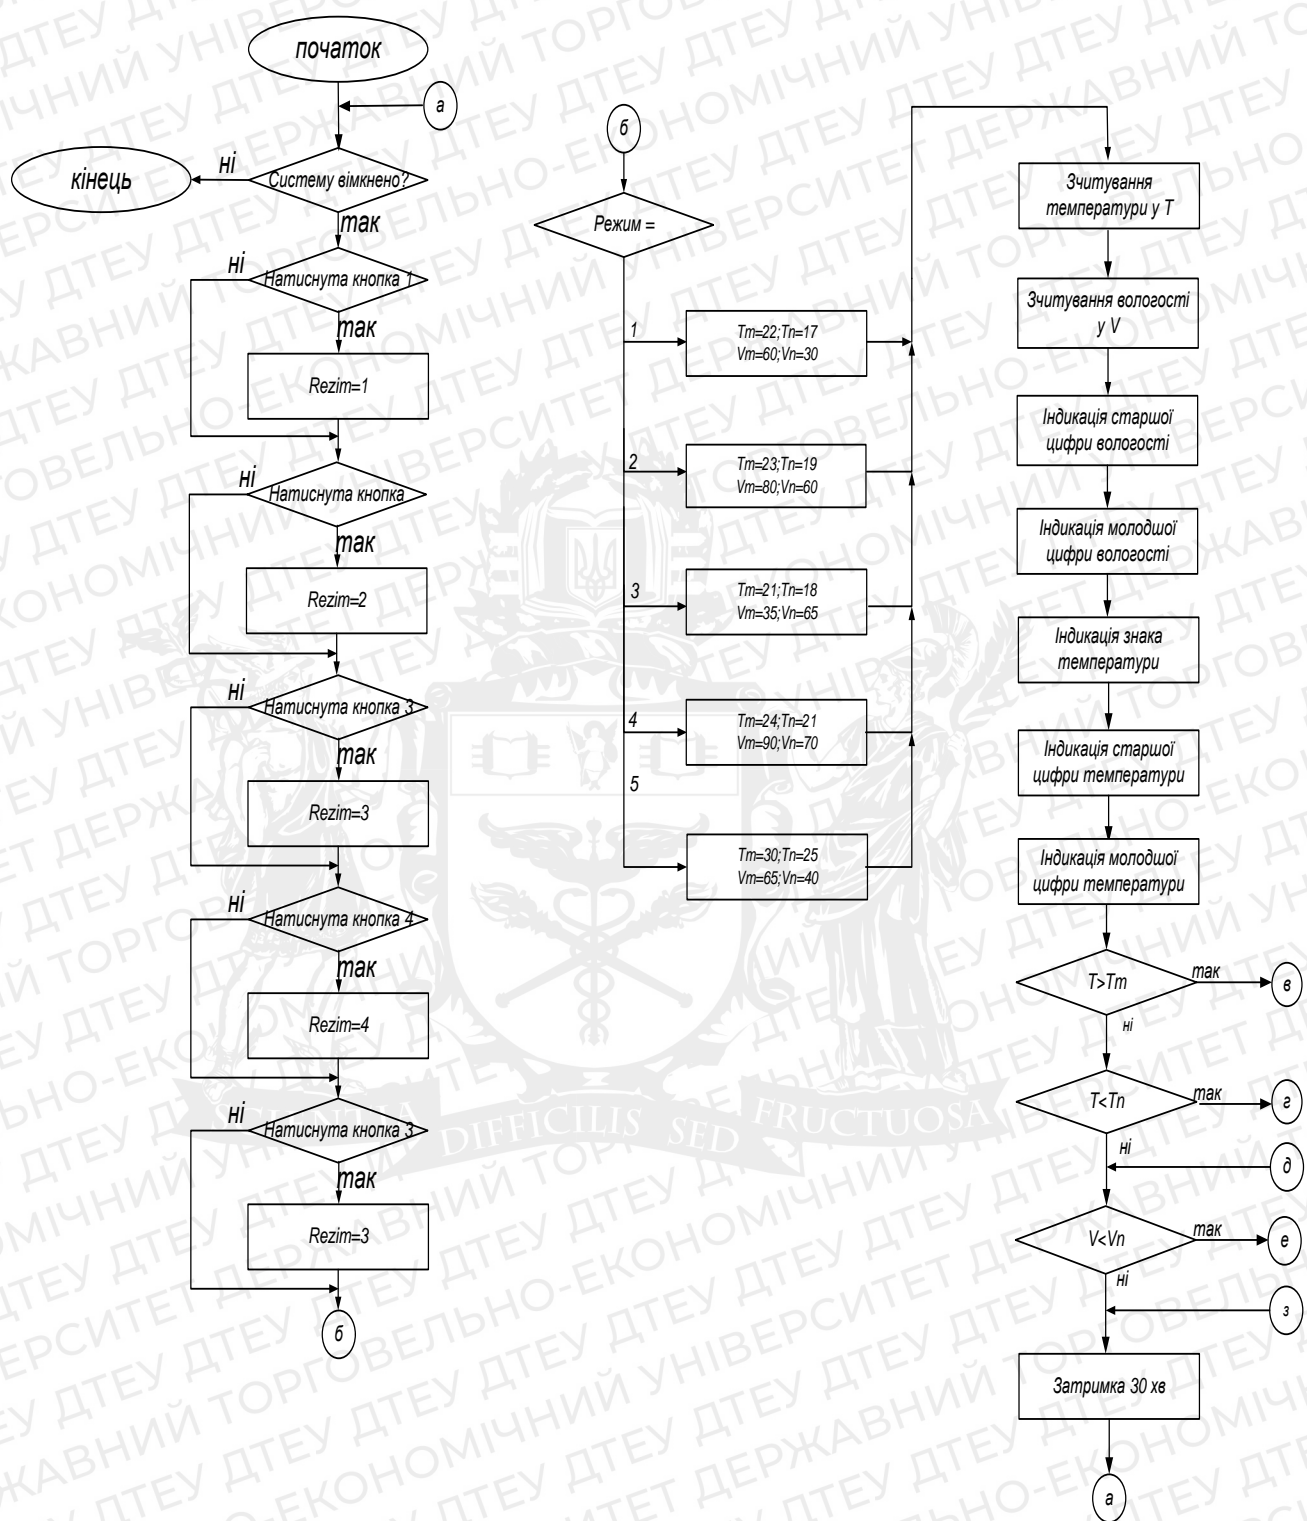 початок
а
Систему вімкнено?
ні
кінець
так
Натиснута кнопка 1
ні
так
Rezim=1
Натиснута кнопка
ні
так
Rezim=2
Натиснута кнопка 3
ні
так
Rezim=3
Натиснута кнопка 4
ні
так
Rezim=4
Натиснута кнопка 3
ні
так
Rezim=3
б
б
Режим =
1
Tm=22;Tn=17
Vm=60;Vn=30
2
Tm=23;Tn=19
Vm=80;Vn=60
3
Tm=21;Tn=18
Vm=35;Vn=65
4
Tm=24;Tn=21
Vm=90;Vn=70
5
Tm=30;Tn=25
Vm=65;Vn=40
Зчитування
температури у Т
Зчитування вологості
у V
Індикація старшої
цифри вологості
Індикація молодшої
цифри вологості
Індикація знака
температури
Індикація старшої
цифри температури
Індикація молодшої
цифри температури
T>Tm
так
в
ні
T<Tn
так
г
ні
д
V<Vn
так
е
ні
з
Затримка 30 хв
а
DIFFICILIS SED FRUCTUOSA